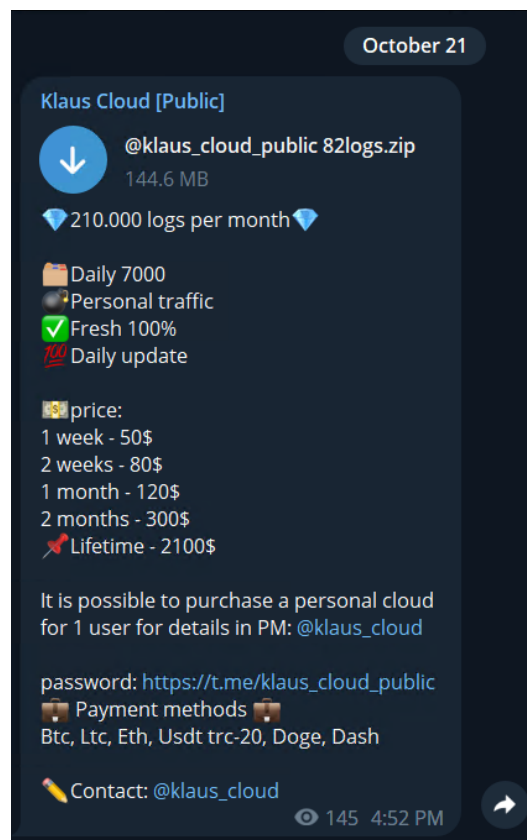 October 21
Klaus Cloud [Public]
@klaus_cloud_public 82logs.zip
144.6 MB
💎210.000 logs per month💎
🗂️Daily 7000
💣Personal traffic
✅Fresh 100%
💯Daily update
💵price:
1 week - 50$
2 weeks - 80$
1 month - 120$
2 months - 300$
📌Lifetime - 2100$
It is possible to purchase a personal cloud
for 1 user for details in PM: @klaus_cloud
password: https://t.me/klaus_cloud_public
💼 Payment methods 💼
Btc, Ltc, Eth, Usdt trc-20, Doge, Dash
✏️Contact: @klaus_cloud
145 4:52 PM